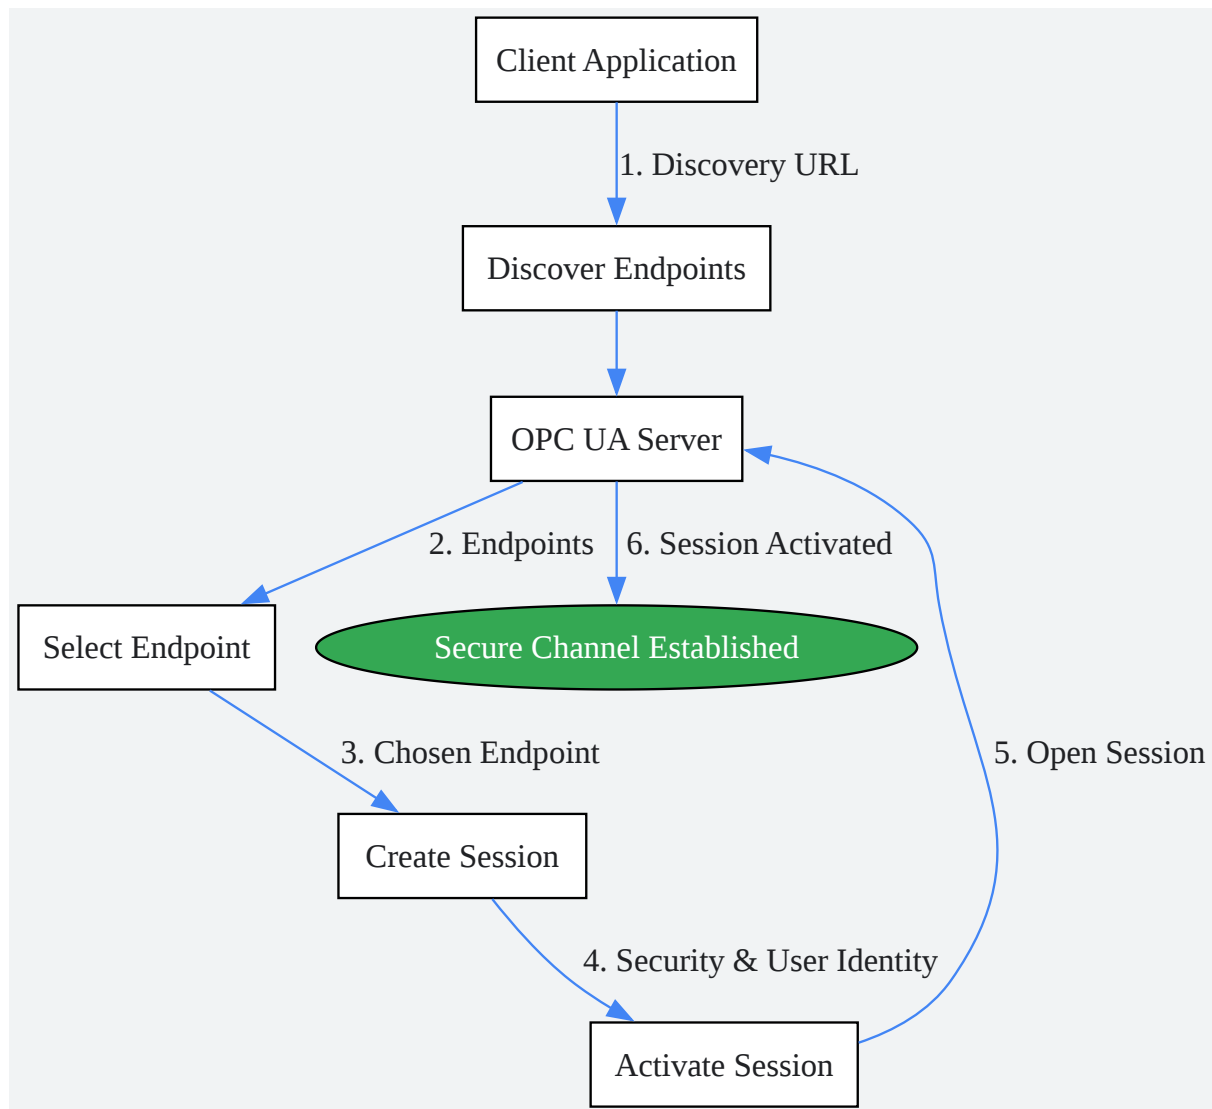 Client Application
1. Discovery URL
Discover Endpoints
OPC UA Server
2. Endpoints
6. Session Activated
Select Endpoint
Secure Channel Established
3. Chosen Endpoint
5. Open Session
Create Session
4. Security & User Identity
Activate Session